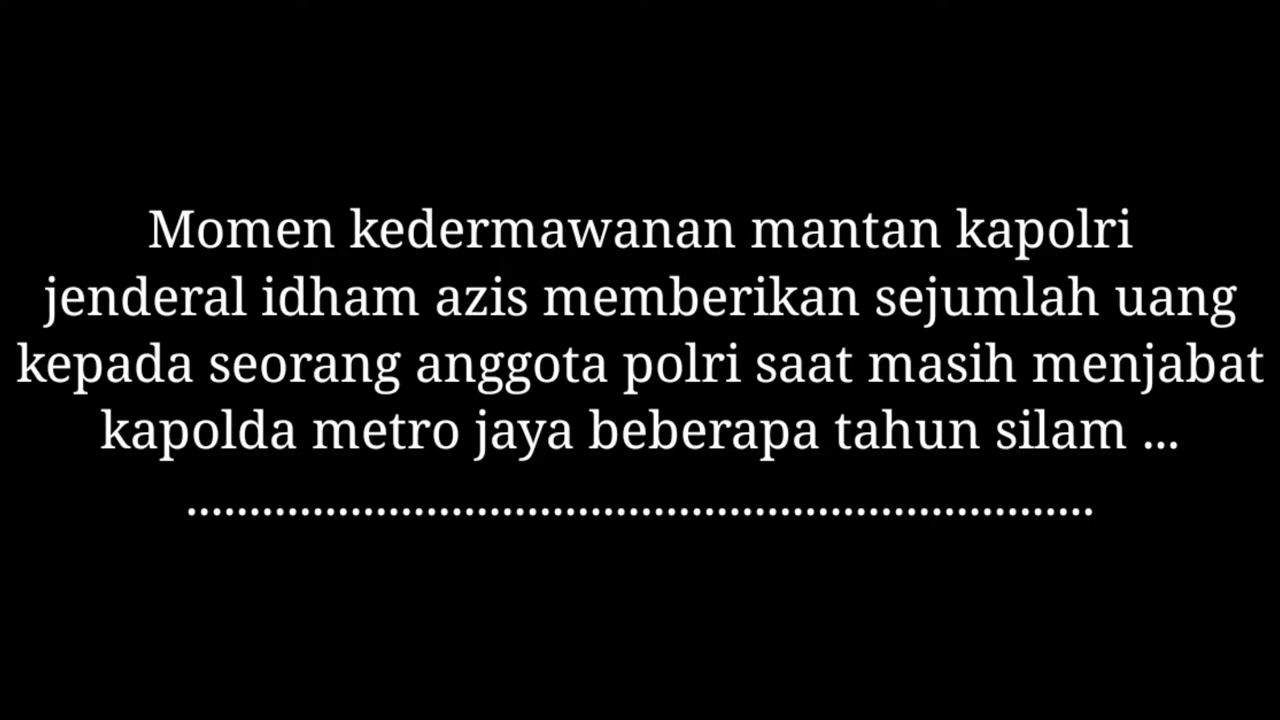 Momen kedermawanan mantan kapolri
jenderal idham azis memberikan sejumlah uang
kepada seorang anggota polri saat masih menjabat
kapolda metro jaya beberapa tahun silam ...
........................................................................